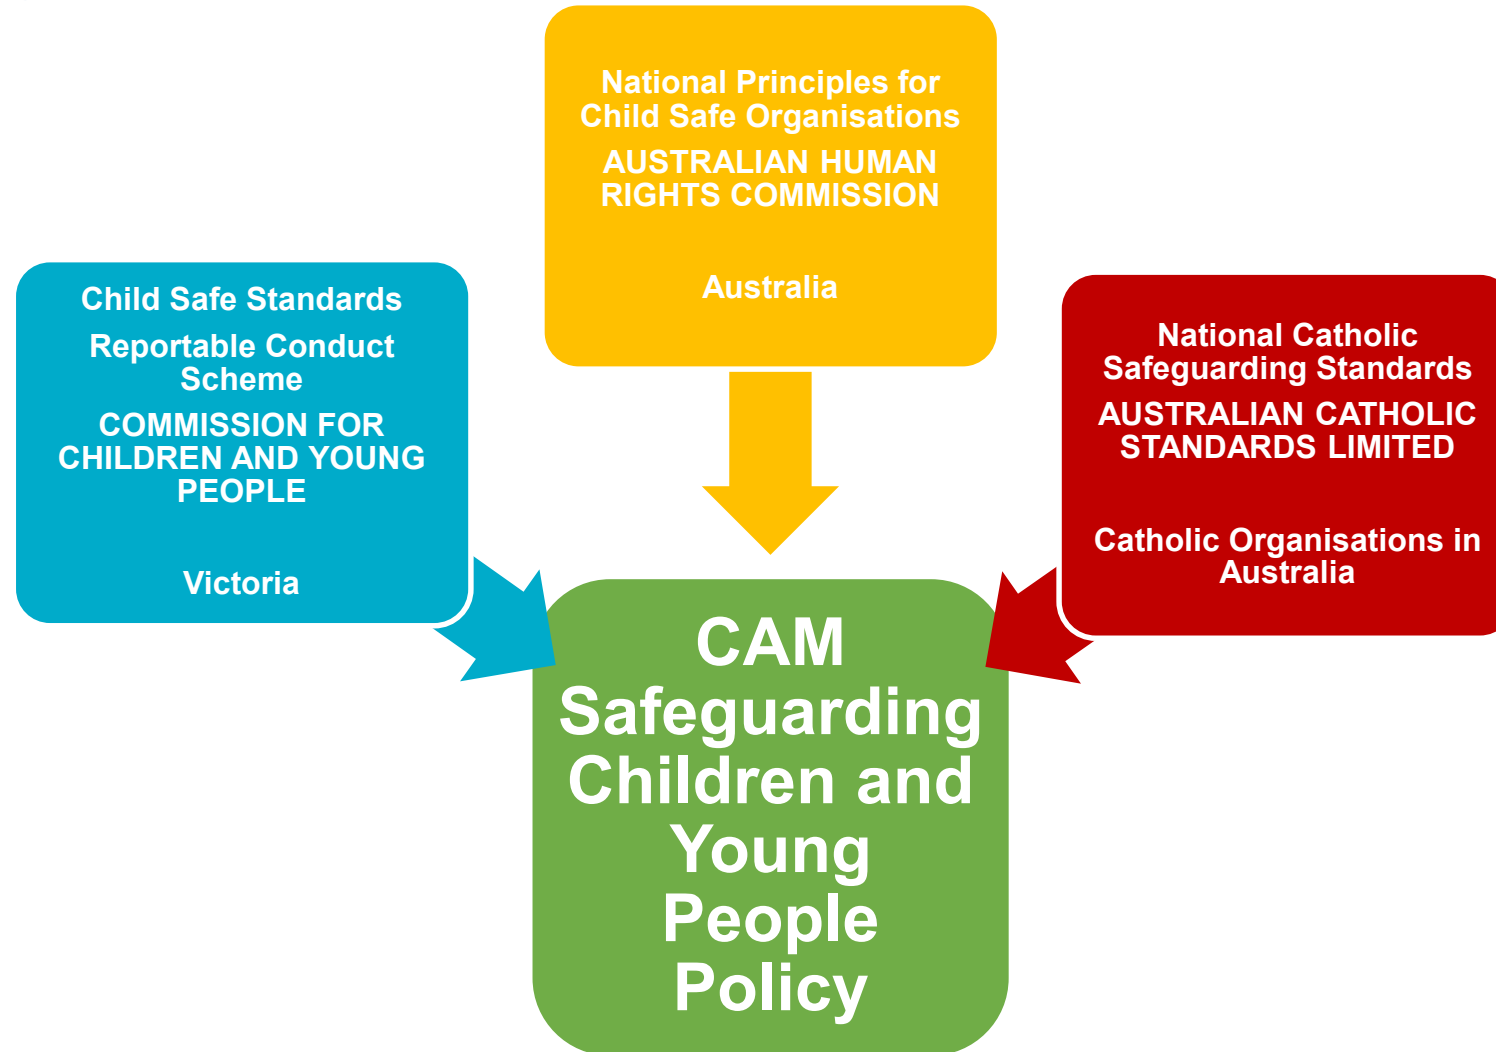 National Principles for
Child Safe Organisations
AUSTRALIAN HUMAN
RIGHTS COMMISSION
Australia
Child Safe Standards
Reportable Conduct
Scheme
COMMISSION FOR
CHILDREN AND YOUNG
PEOPLE
Victoria
National Catholic
Safeguarding Standards
AUSTRALIAN CATHOLIC
STANDARDS LIMITED
Catholic Organisations in
Australia
CAM
Safeguarding
Children and
Young
People
Policy